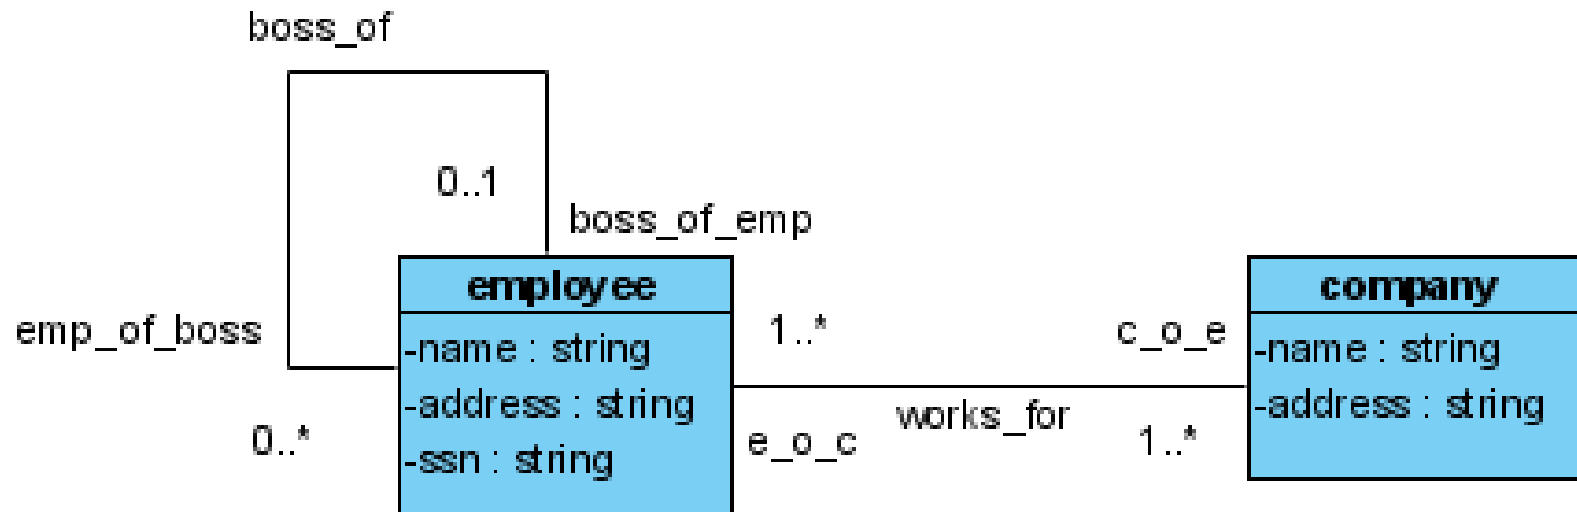 boss_of
0..1
boss_of_emp
emp_of_boss
0..*
employee
-name : string
-address : string
-ssn : string
1..*
e_o_c
works_for
c_o_e
1..*
company
-name : string
-address : string